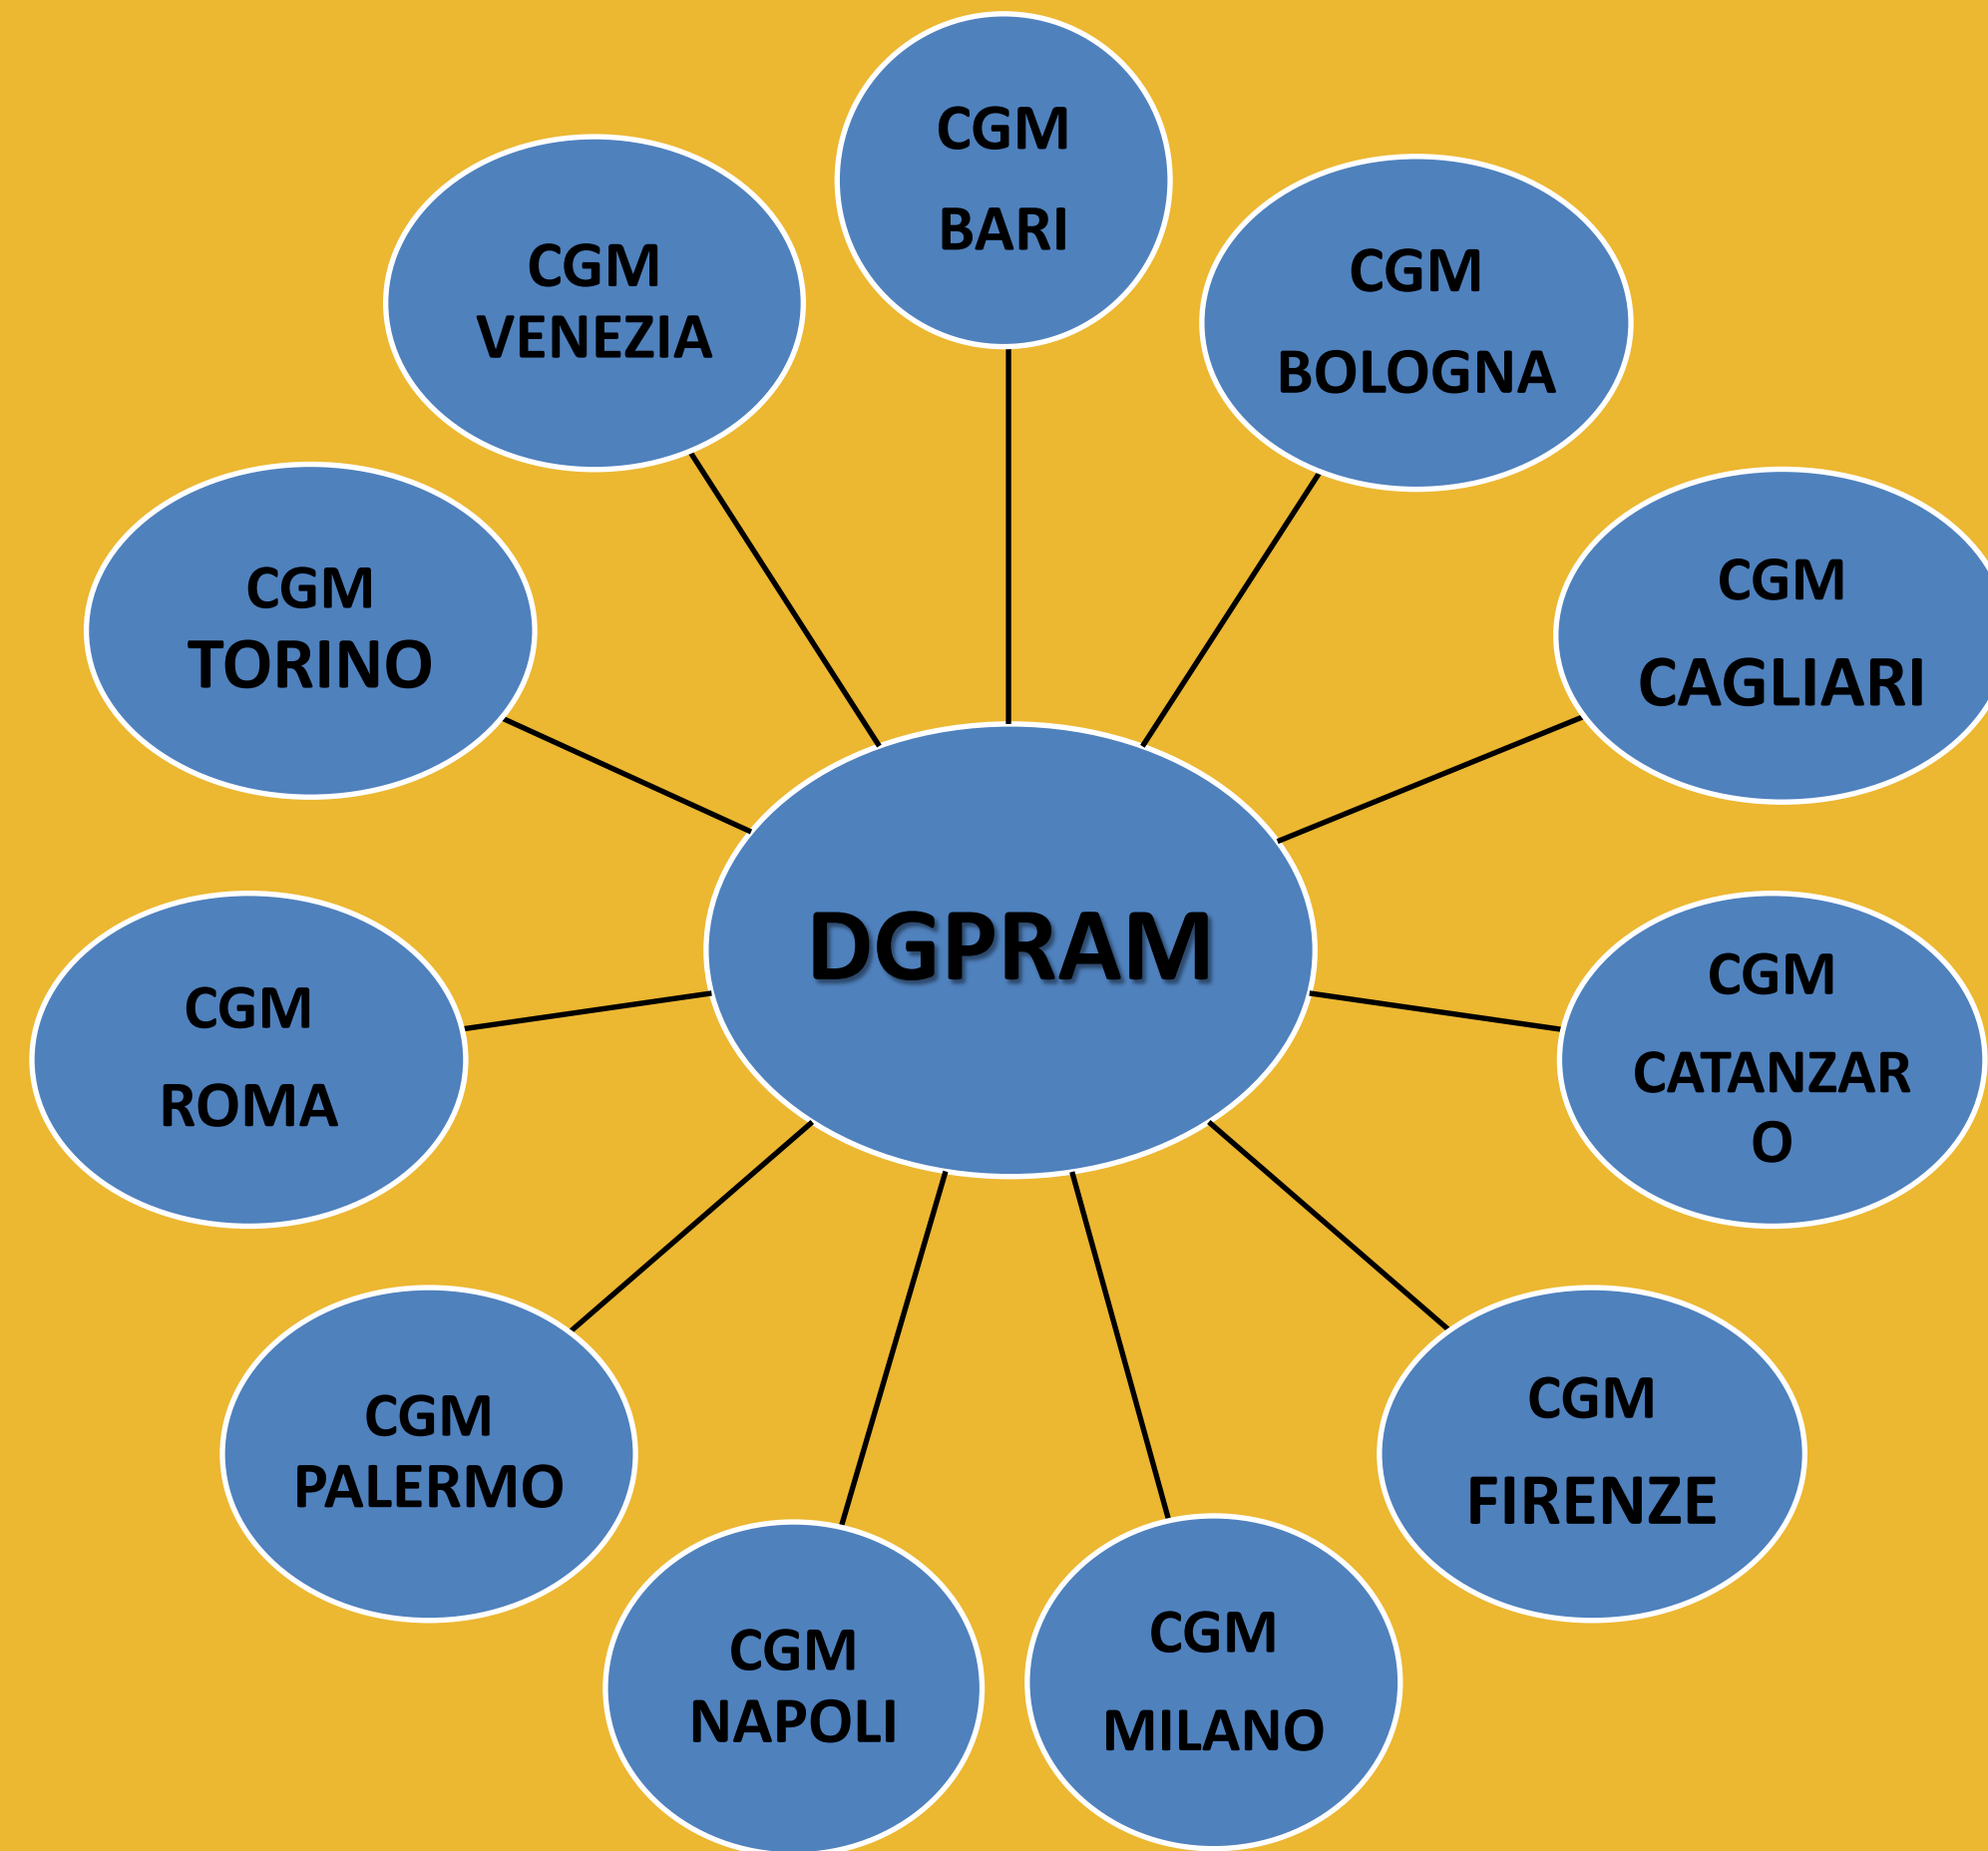 CGM
BARI
CGM
VENEZIA
CGM
BOLOGNA
CGM
TORINO
CGM
CAGLIARI
DGPRAM
CGM
ROMA
CGM
CATANZAR
O
CGM
PALERMO
CGM
FIRENZE
CGM
NAPOLI
CGM
MILANO